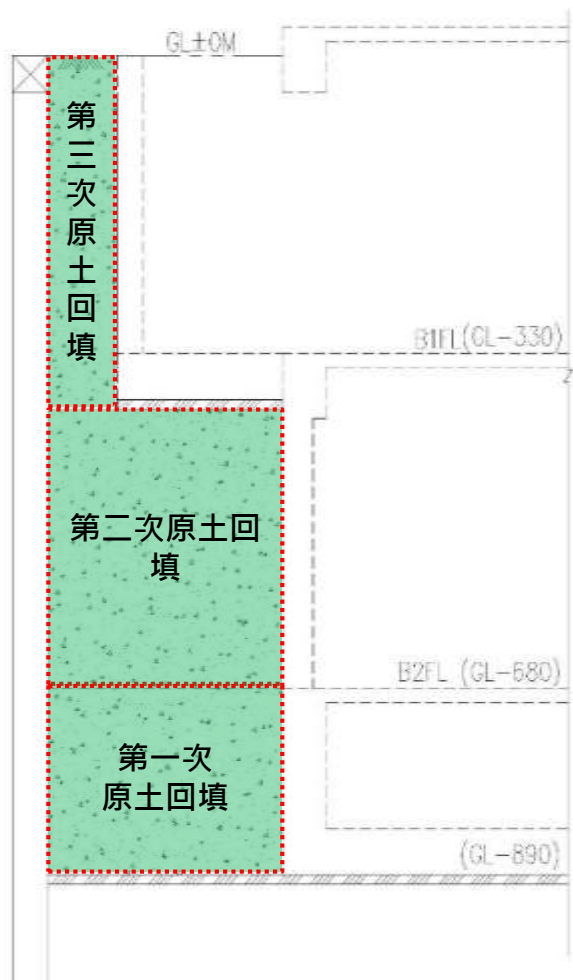 GL±0M
第三次原土回填
B1FL(GL-330)
第二次原土回
填
B2FL (GL-680)
第一次
原土回填
(GL-890)